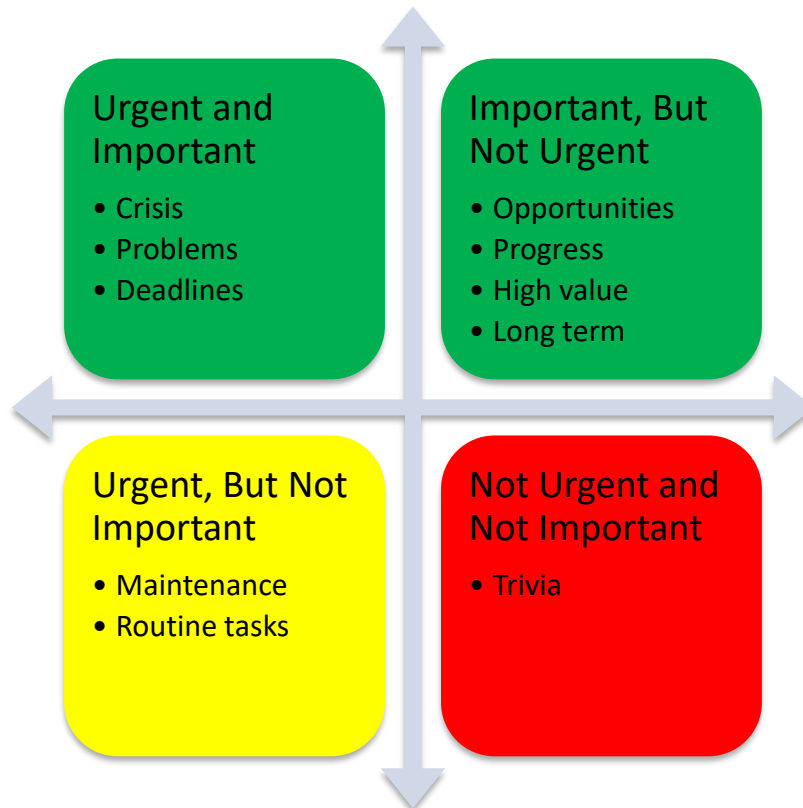 Urgent and
Important
• Crisis
• Problems
• Deadlines
Important, But
Not Urgent
• Opportunities
• Progress
• High value
• Long term
Urgent, But Not
Important
• Maintenance
• Routine tasks
Not Urgent and
Not Important
• Trivia